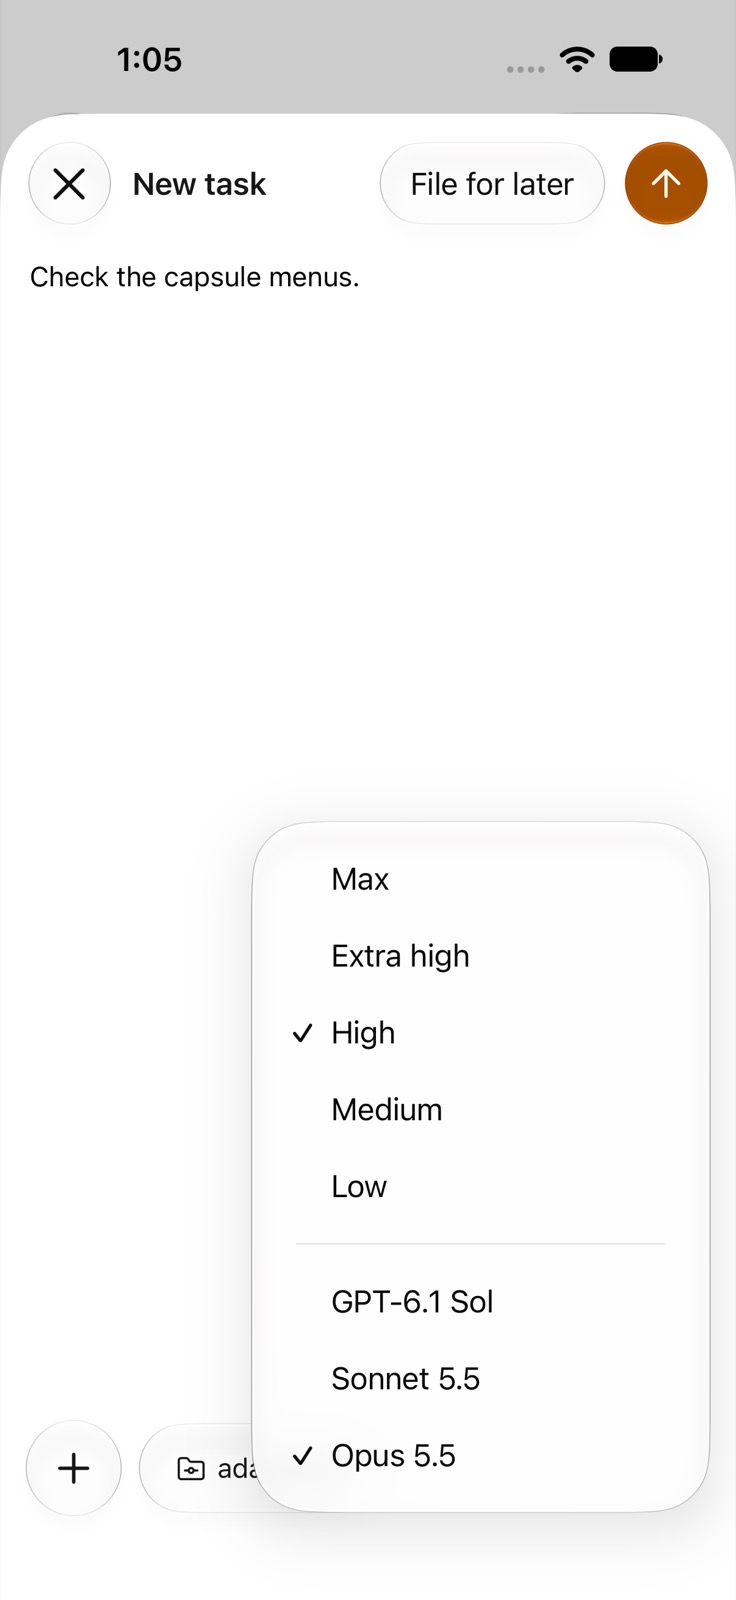 1:05
New task
File for later
Check the capsule menus.
Max
Extra high
High
Medium
Low
GPT-6.1 Sol
Sonnet 5.5
Opus 5.5